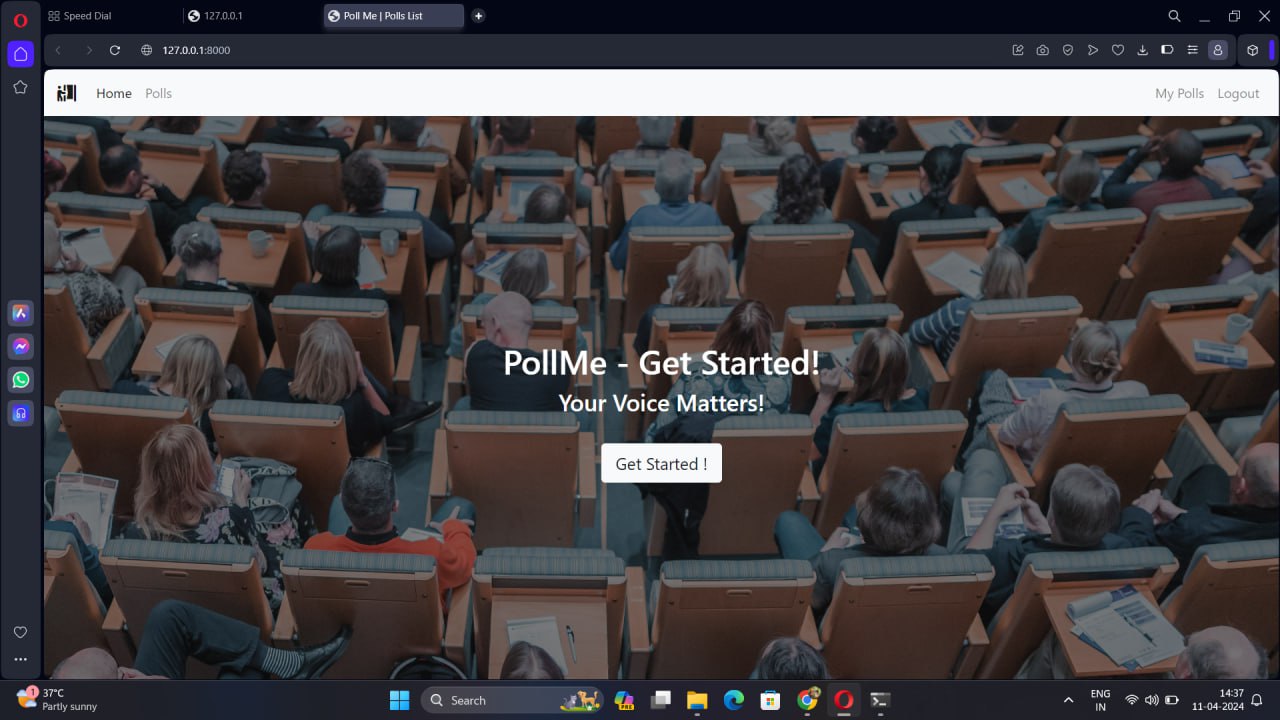 Speed Dial
127.0.0.1
Poll Me | Polls List
127.0.0.1:8000
Home
Polls
My Polls
Logout
PollMe - Get Started!
Your Voice Matters!
Get Started !
1
37°C
Partly sunny
Search
PRE
ENG
IN
14:37
11-04-2024